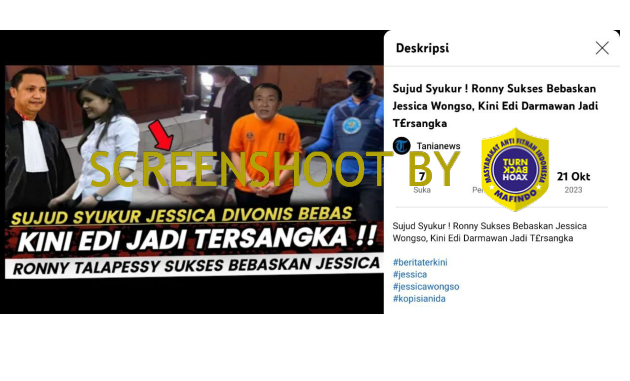 SUJUD SYUKUR JESSICA DIVONIS BEBAS
KINI EDI JADI TERSANGKA !!
RONNY TALAPESSY SUKSES BEBASKAN JESSICA
SCREENSHOOT BY
MASYARAKAT ANTI FITNAH INDONESIA
TURN
BACK
HOAX
MAFINDO
Deskripsi
Sujud Syukur ! Ronny Sukses Bebaskan
Jessica Wongso, Kini Edi Darmawan Jadi
T£rsangka
Tanianews
7
Suka
21 Okt
2023
Sujud Syukur ! Ronny Sukses Bebaskan Jessica
Wongso, Kini Edi Darmawan Jadi T£rsangka
#beritaterkini
#jessica
#jessicawongso
#kopisianida